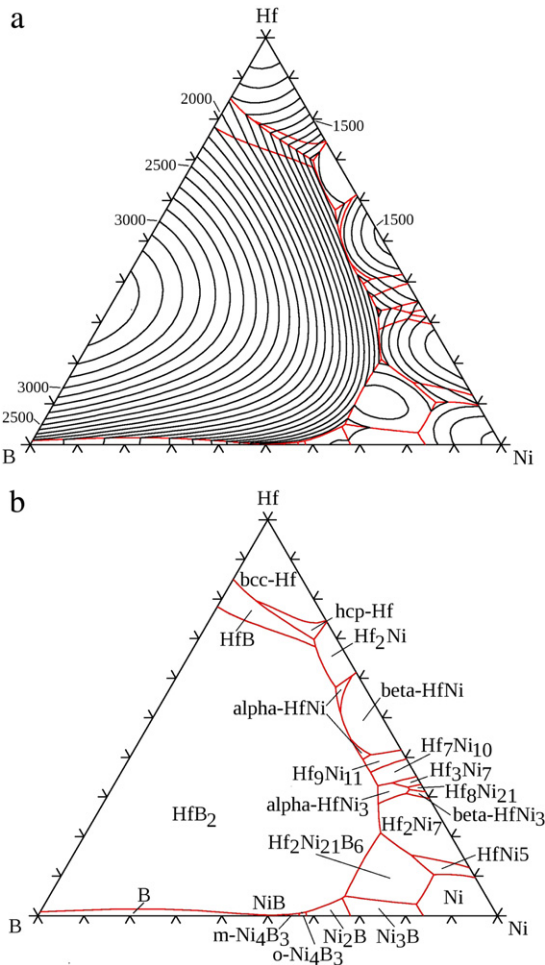 a
Hf
2000
1500
2500
3000
1500
3000
2500
B
Ni
b
Hf
bcc-Hf
hcp-Hf
HfB
Hf2Ni
beta-HfNi
alpha-HfNi
Hf7Ni10
Hf9Ni11
Hf3Ni7
Hf8Ni21
alpha-HfNi3
beta-HfNi3
HfB2
Hf2Ni7
Hf2Ni21B6
HfNi5
B
NiB
Ni
B
Ni
m-Ni4B3
Ni2B
Ni3B
o-Ni4B3